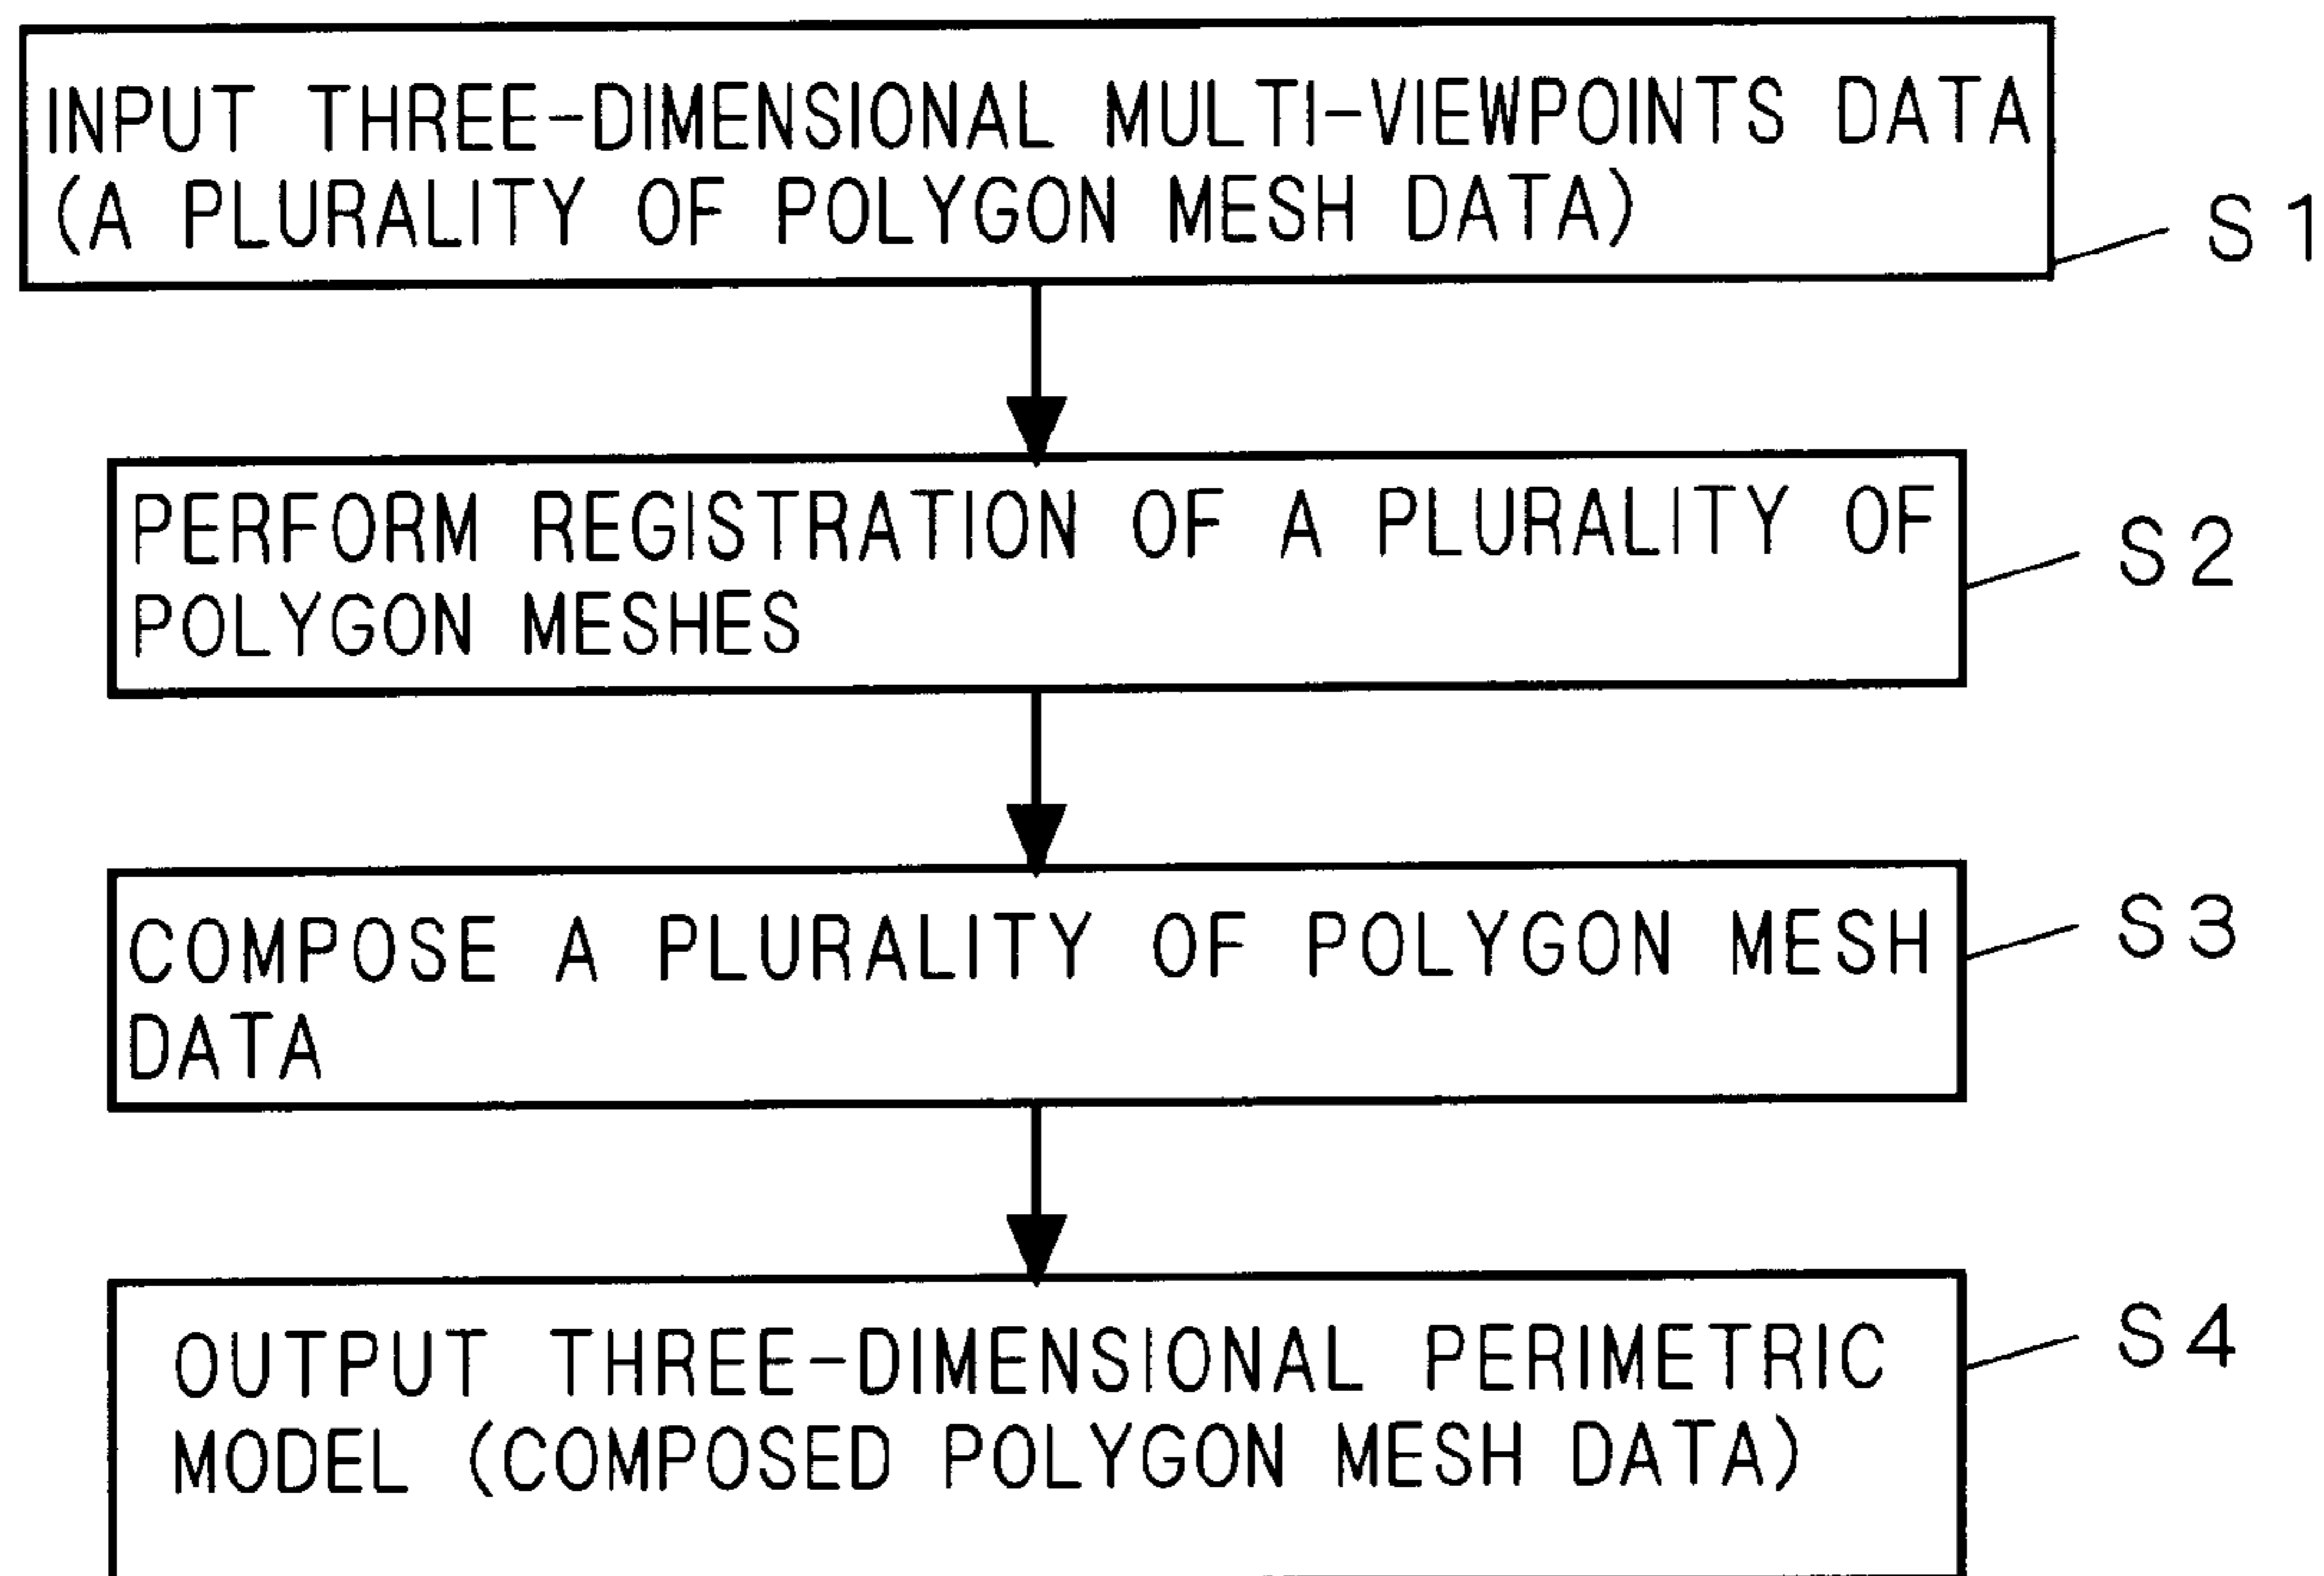 INPUT THREE-DIMENSIONAL MULTI-VIEWPOINTS DATA
(A PLURALITY OF POLYGON MESH DATA)
S1
PERFORM REGISTRATION OF A PLURALITY OF
POLYGON MESHES
S2
COMPOSE A PLURALITY OF POLYGON MESH
DATA
S3
OUTPUT THREE-DIMENSIONAL PERIMETRIC
MODEL (COMPOSED POLYGON MESH DATA)
S4